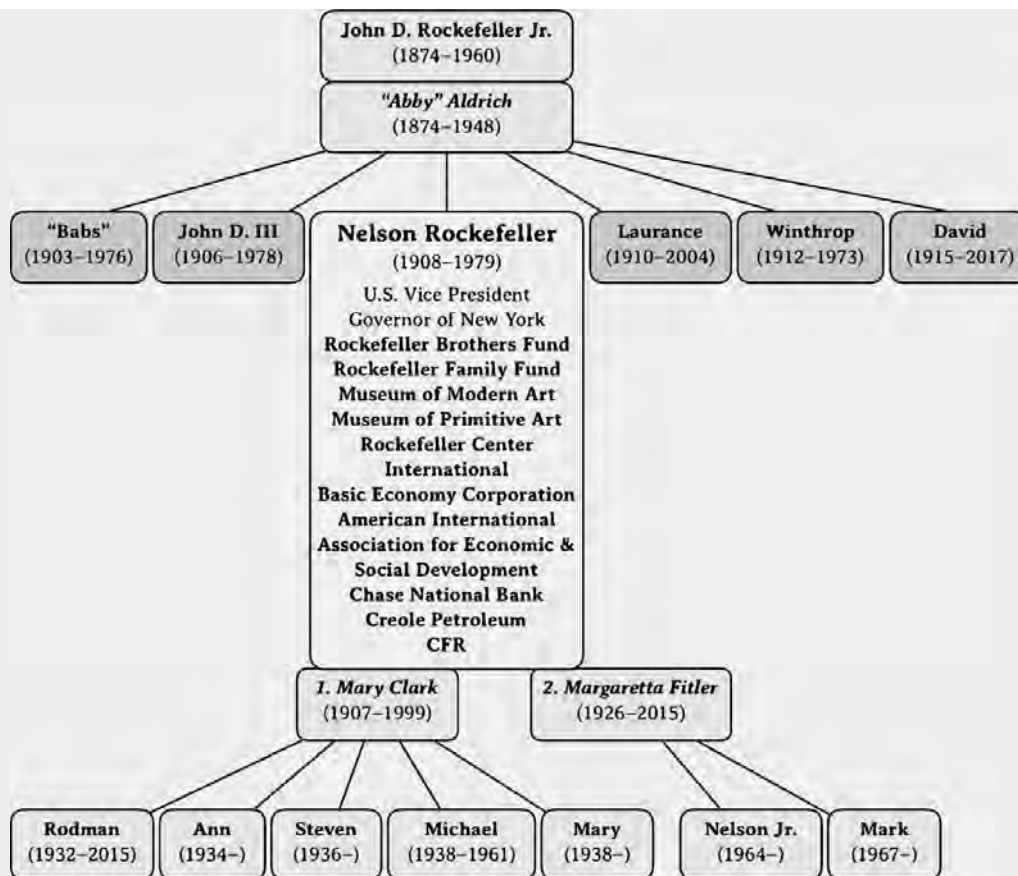 John D. Rockefeller Jr.
(1874–1960)
"Abby" Aldrich
(1874–1948)
"Babs"
(1903–1976)
John D. III
(1906–1978)
Nelson Rockefeller
(1908–1979)
U.S. Vice President
Governor of New York
Rockefeller Brothers Fund
Rockefeller Family Fund
Museum of Modern Art
Museum of Primitive Art
Rockefeller Center
International
Basic Economy Corporation
American International
Association for Economic &
Social Development
Chase National Bank
Creole Petroleum
CFR
Laurance
(1910–2004)
Winthrop
(1912–1973)
David
(1915–2017)
1. Mary Clark
(1907–1999)
2. Margaretta Fitler
(1926–2015)
Rodman
(1932–2015)
Ann
(1934–)
Steven
(1936–)
Michael
(1938–1961)
Mary
(1938–)
Nelson Jr.
(1964–)
Mark
(1967–)